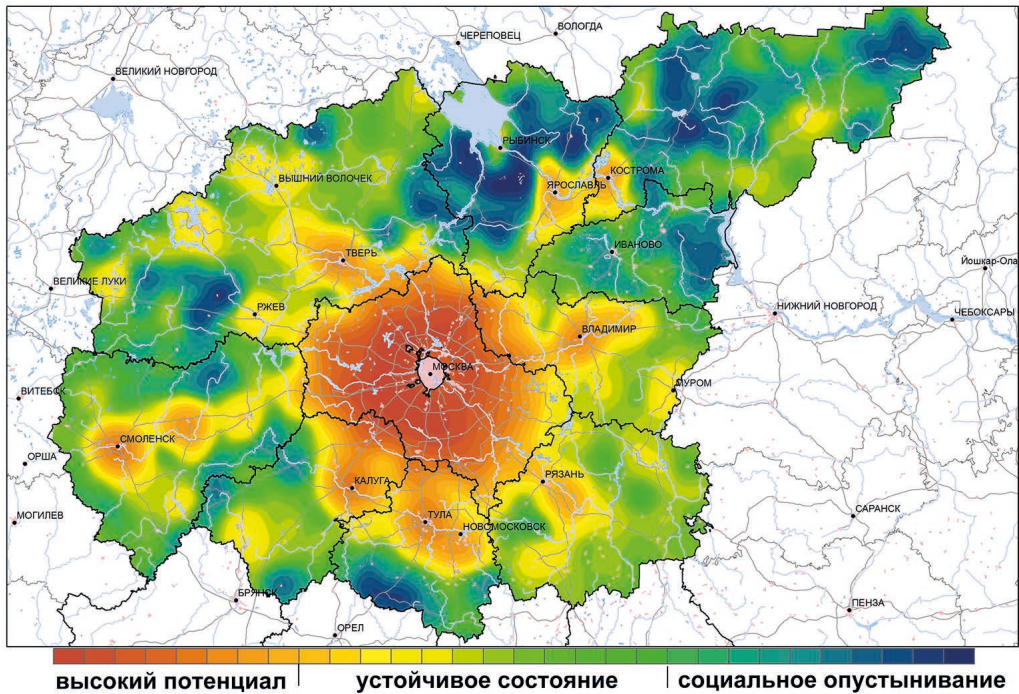 ЧЕРЕПОВЕЦ
ВОЛОГДА
ВЕЛИКИЙ НОВГОРОД
РЫБИНСК
ВЫШНИЙ ВОЛОЧЕК
ЯРОСЛАВЛЬ
КОСТРОМА
ИВАНОВО
ТВЕРЬ
Йошкар-Ола
ВЕЛИКИЕ ЛУКИ
РЖЕВ
НИЖНИЙ НОВГОРОД
ЧЕБОКСАРЫ
ВЛАДИМИР
МОСКВА
МУРОМ
ВИТЕБСК
СМОЛЕНСК
ОРША
КАЛУГА
РЯЗАНЬ
МОГИЛЕВ
ТУЛА
НОВОМОСКОВСК
САРАНСК
БРЯНСК
ПЕНЗА
ОРЕЛ
высокий потенциал
устойчивое состояние
социальное опустынивание